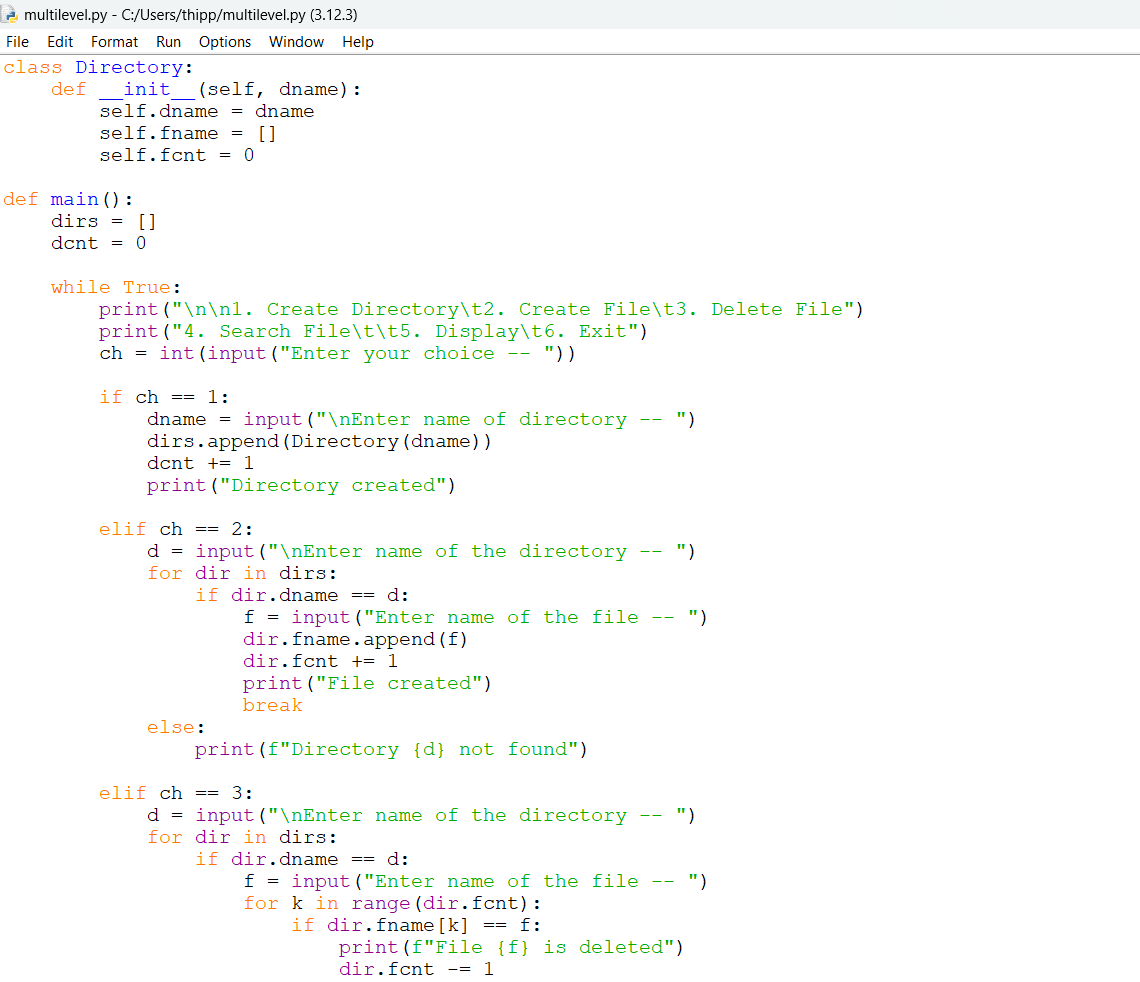 multilevel.py - C:/Users/thipp/multilevel.py (3.12.3)
File Edit Format Run Options Window Help
class Directory:
    def __init__(self, dname):
        self.dname = dname
        self.fname = []
        self.fcnt = 0

def main():
    dirs = []
    dcnt = 0

    while True:
        print("\n\n1. Create Directory\t2. Create File\t3. Delete File")
        print("4. Search File\t\t5. Display\t6. Exit")
        ch = int(input("Enter your choice -- "))

        if ch == 1:
            dname = input("\nEnter name of directory -- ")
            dirs.append(Directory(dname))
            dcnt += 1
            print("Directory created")

        elif ch == 2:
            d = input("\nEnter name of the directory -- ")
            for dir in dirs:
                if dir.dname == d:
                    f = input("Enter name of the file -- ")
                    dir.fname.append(f)
                    dir.fcnt += 1
                    print("File created")
                    break
            else:
                print(f"Directory {d} not found")

        elif ch == 3:
            d = input("\nEnter name of the directory -- ")
            for dir in dirs:
                if dir.dname == d:
                    f = input("Enter name of the file -- ")
                    for k in range(dir.fcnt):
                        if dir.fname[k] == f:
                            print(f"File {f} is deleted")
                            dir.fcnt -= 1